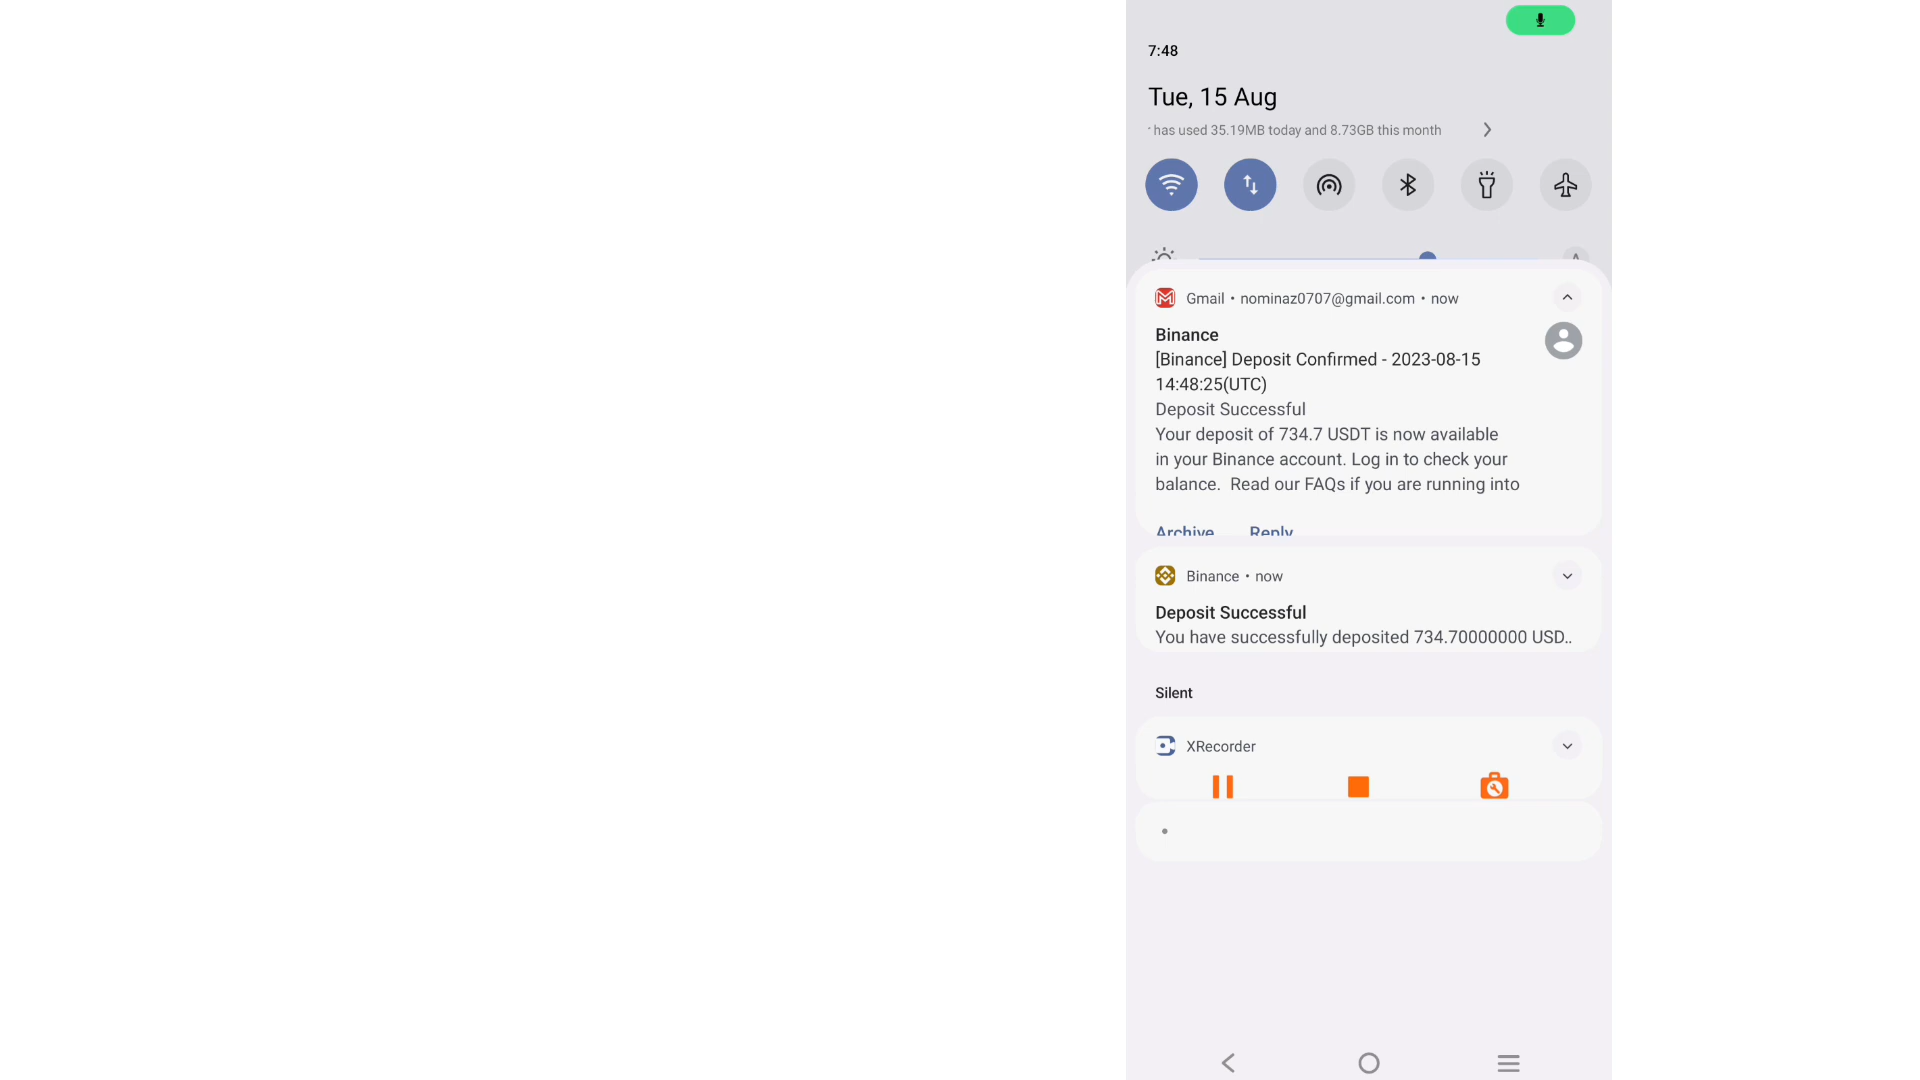 7:48
Tue, 15 Aug
has used 35.19MB today and 8.73GB this month
Gmail • nominaz0707@gmail.com • now
Binance
[Binance] Deposit Confirmed - 2023-08-15
14:48:25(UTC)
Deposit Successful
Your deposit of 734.7 USDT is now available
in your Binance account. Log in to check your
balance.  Read our FAQs if you are running into
Archive Reply
Binance • now
Deposit Successful
You have successfully deposited 734.70000000 USD..
Silent
XRecorder